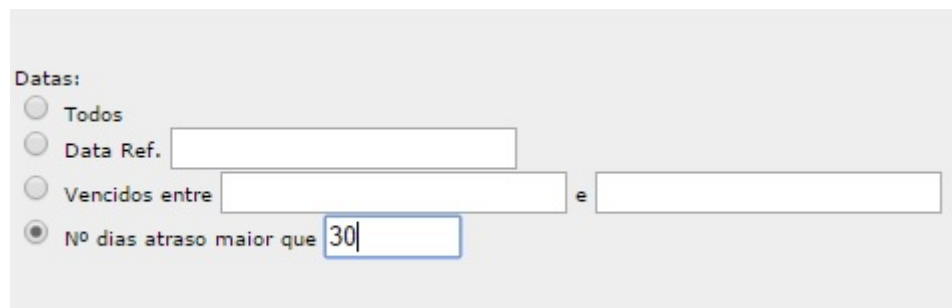 Datas:
Todos
Data Ref.
Vencidos entre e
Nº dias atraso maior que 30